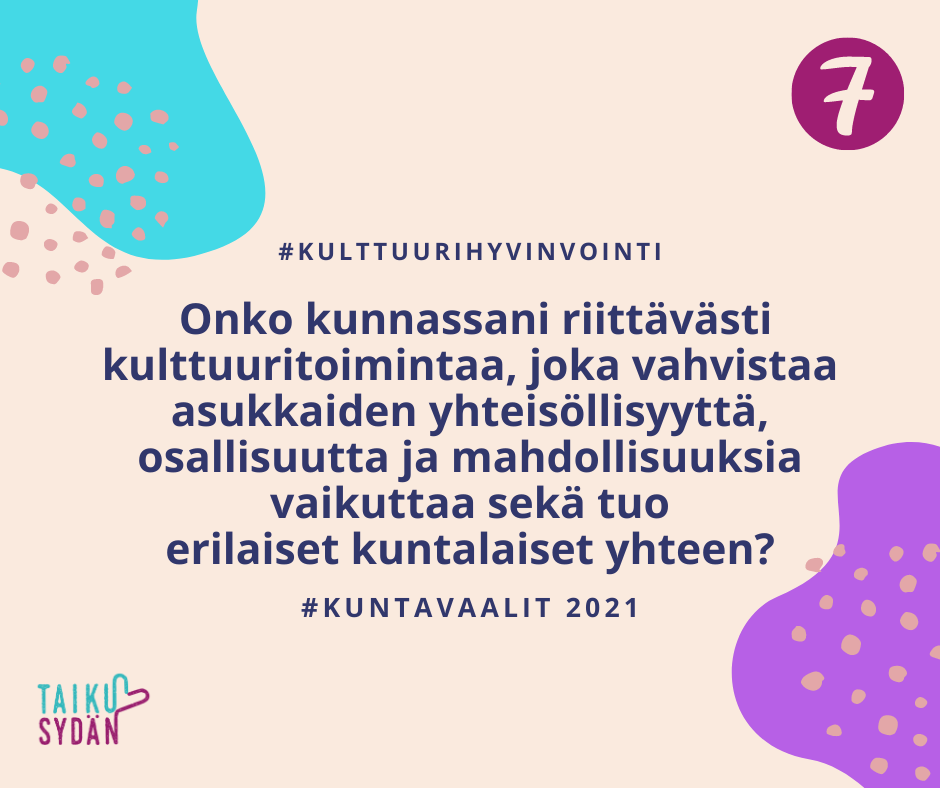 7
#KULTTUURIHYVINVOINTI
Onko kunnassani riittävästi
kulttuuritoimintaa, joka vahvistaa
asukkaiden yhteisöllisyyttä,
osallisuutta ja mahdollisuuksia
vaikuttaa sekä tuo
erilaiset kuntalaiset yhteen?
#KUNTAVAALIT 2021
TAIKU
SYDÄN